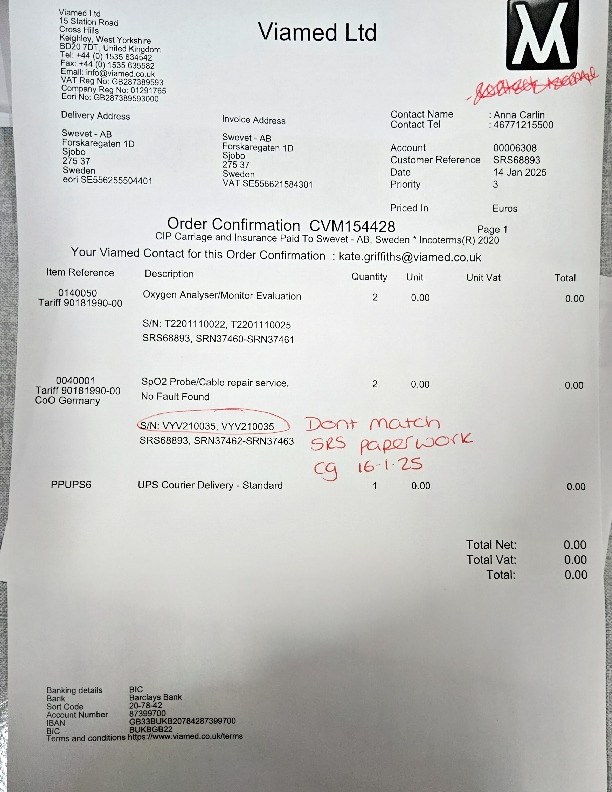 Viamed Ltd
15 Station Road
Cross Hills
Keighley, West Yorkshire
BD20 7DT, United Kingdom
Tel: +44 (0) 1535 634542
Fax: +44 (0) 1535 635582
Email: info@viamed.co.uk
VAT Reg No: GB287389593
Company Reg No: 01291765
Eori No: GB287389593000
Viamed Ltd
Delivery Address
Swevet - AB
Forskaregaten 1D
Sjobo
275 37
Sweden
eori SE556255504401
Invoice Address
Swevet - AB
Forskaregaten 1D
Sjobo
275 37
Sweden
VAT SE556621584301
Contact Name : Anna Carlin
Contact Tel : 46771215500
Account 00006308
Customer Reference SRS68893
Date 14 Jan 2025
Priority 3
Priced In Euros
Order Confirmation CVM154428 Page 1
CIP Carriage and Insurance Paid To Swevet - AB, Sweden * Incoterms(R) 2020
Your Viamed Contact for this Order Confirmation : kate.griffiths@viamed.co.uk
Item Reference Description Quantity Unit Unit Vat Total
0140050 Oxygen Analyser/Monitor Evaluation 2 0.00 0.00
Tariff 90181990-00
S/N: T2201110022, T2201110025
SRS68893, SRN37460-SRN37461
0040001 SpO2 Probe/Cable repair service. 2 0.00 0.00
Tariff 90181990-00 No Fault Found
CoO Germany
S/N: VYV210035, VYV210035 Dont match
SRS68893, SRN37462-SRN37463 SRS paperwork
cg 16-1-25
PPUPS6 UPS Courier Delivery - Standard 1 0.00 0.00
Total Net: 0.00
Total Vat: 0.00
Total: 0.00
Banking details BIC
Bank Barclays Bank
Sort Code 20-78-42
Account Number 87399700
IBAN GB33BUKB20784287399700
BIC BUKBGB22
Terms and conditions https://www.viamed.co.uk/terms